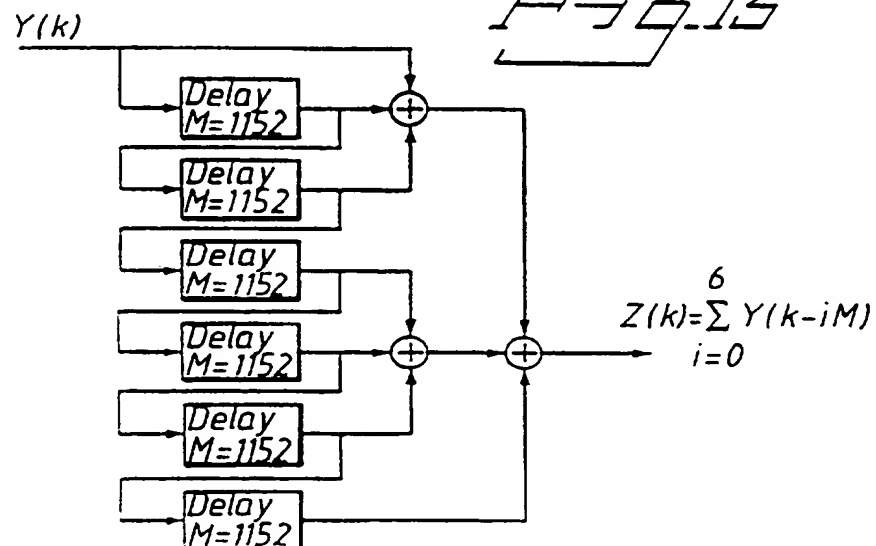 Y(k)
Delay
M=1152
Delay
M=1152
Delay
M=1152
Delay
M=1152
Delay
M=1152
Delay
M=1152
6
Z(k)=Σ Y(k-iM)
i=0